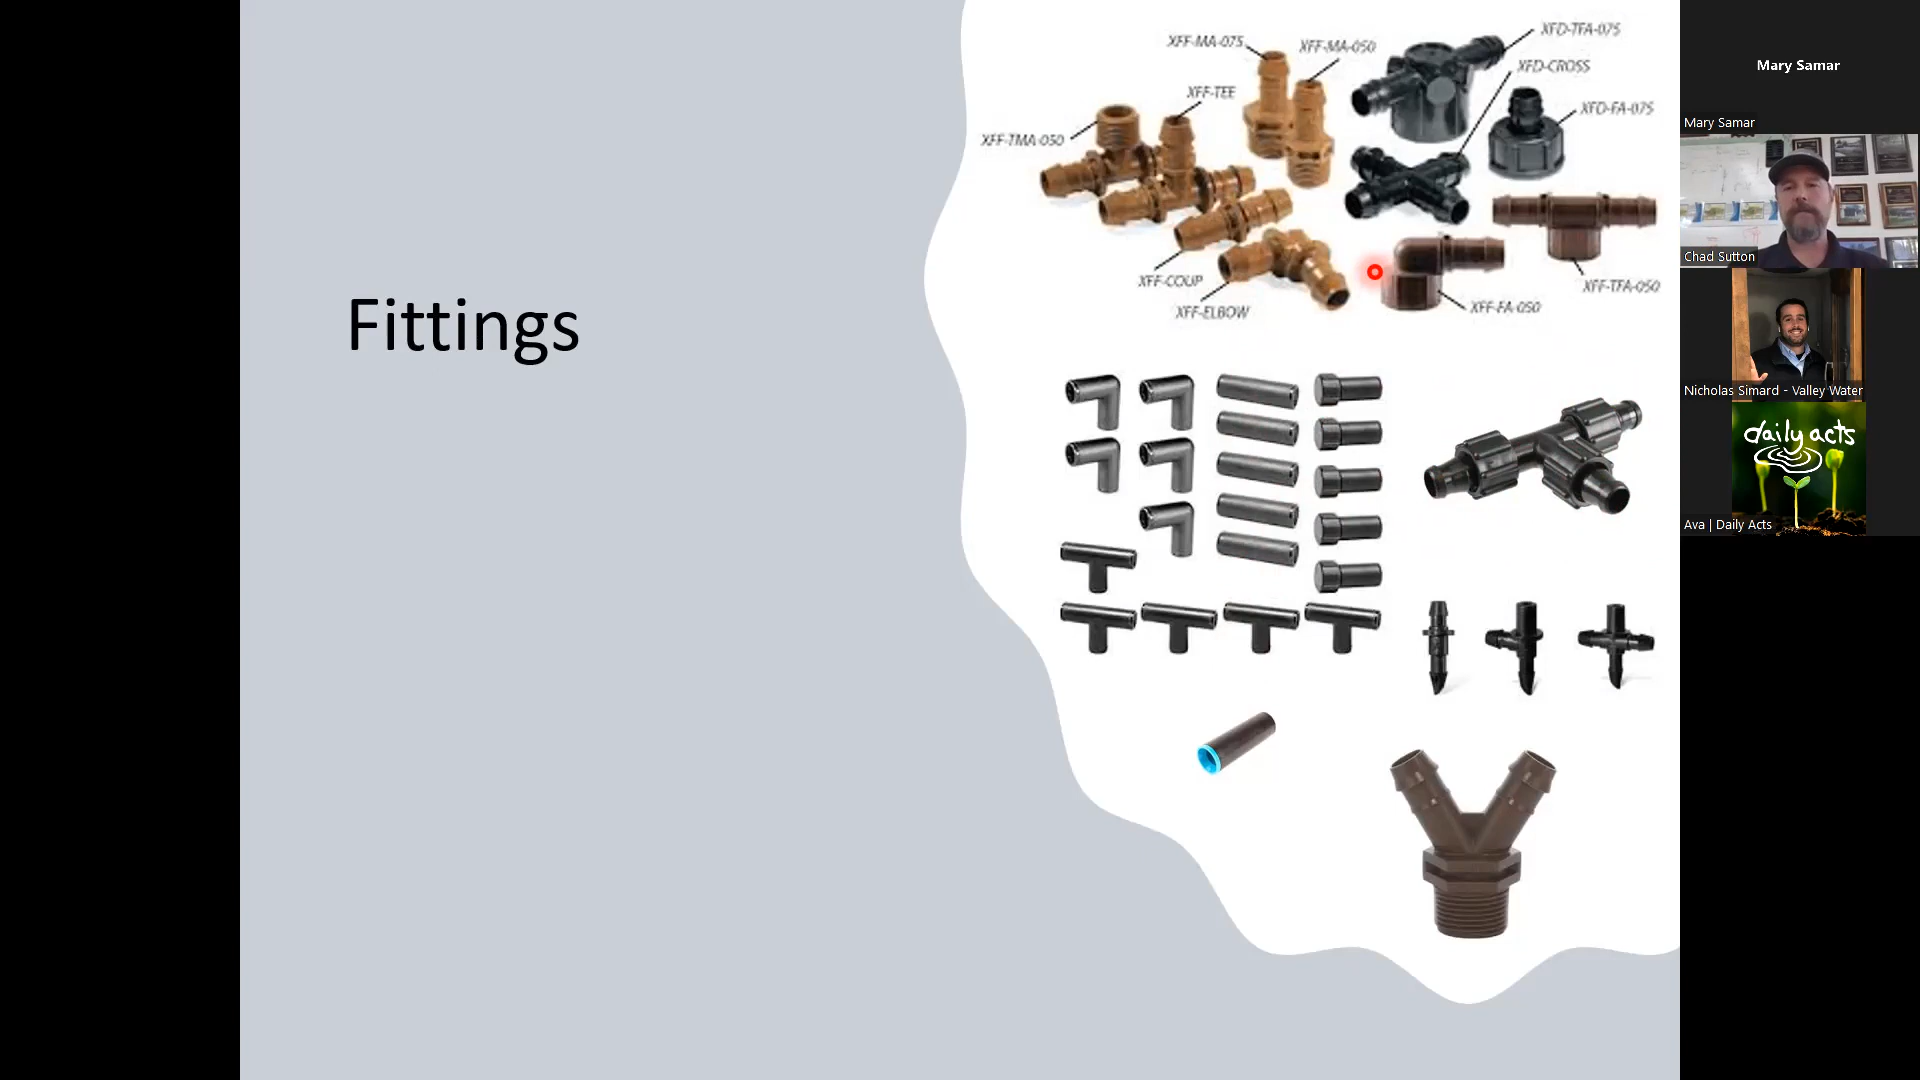 Fittings
XFF-MA-075
XFF-MA-050
XFD-TFA-075
XFD-CROSS
XFF-TEE
XFD-FA-075
XFF-TMA-050
XFF-COUP
XFF-ELBOW
XFF-FA-050
XFF-TFA-050
Mary Samar
Mary Samar
Chad Sutton
Nicholas Simard - Valley Water
daily acts
Ava | Daily Acts